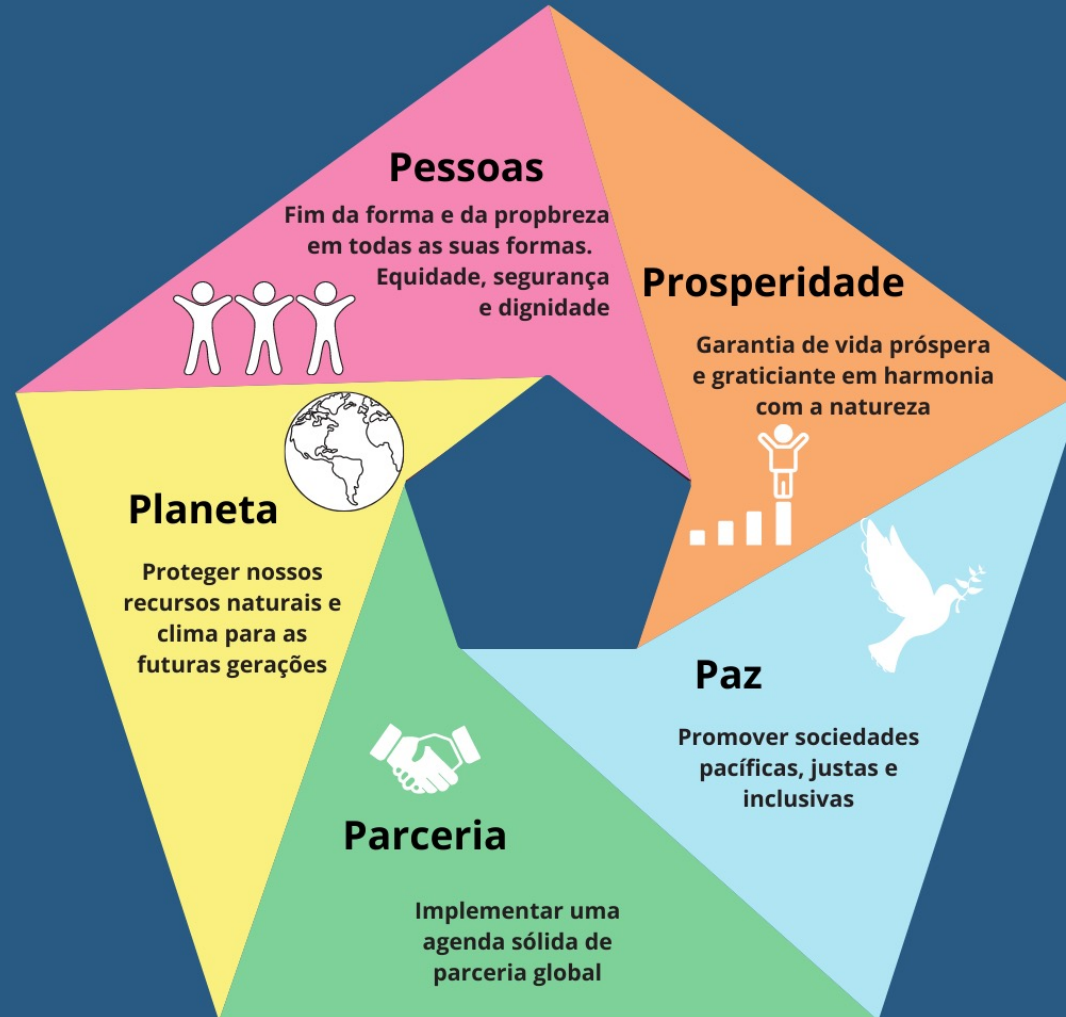 Pessoas
Fim da forma e da propbreza
em todas as suas formas.
Equidade, segurança
e dignidade
Prosperidade
Garantia de vida próspera
e graticiante em harmonia
com a natureza
Planeta
Proteger nossos
recursos naturais e
clima para as
futuras gerações
Paz
Promover sociedades
pacíficas, justas e
inclusivas
Parceria
Implementar uma
agenda sólida de
parceria global